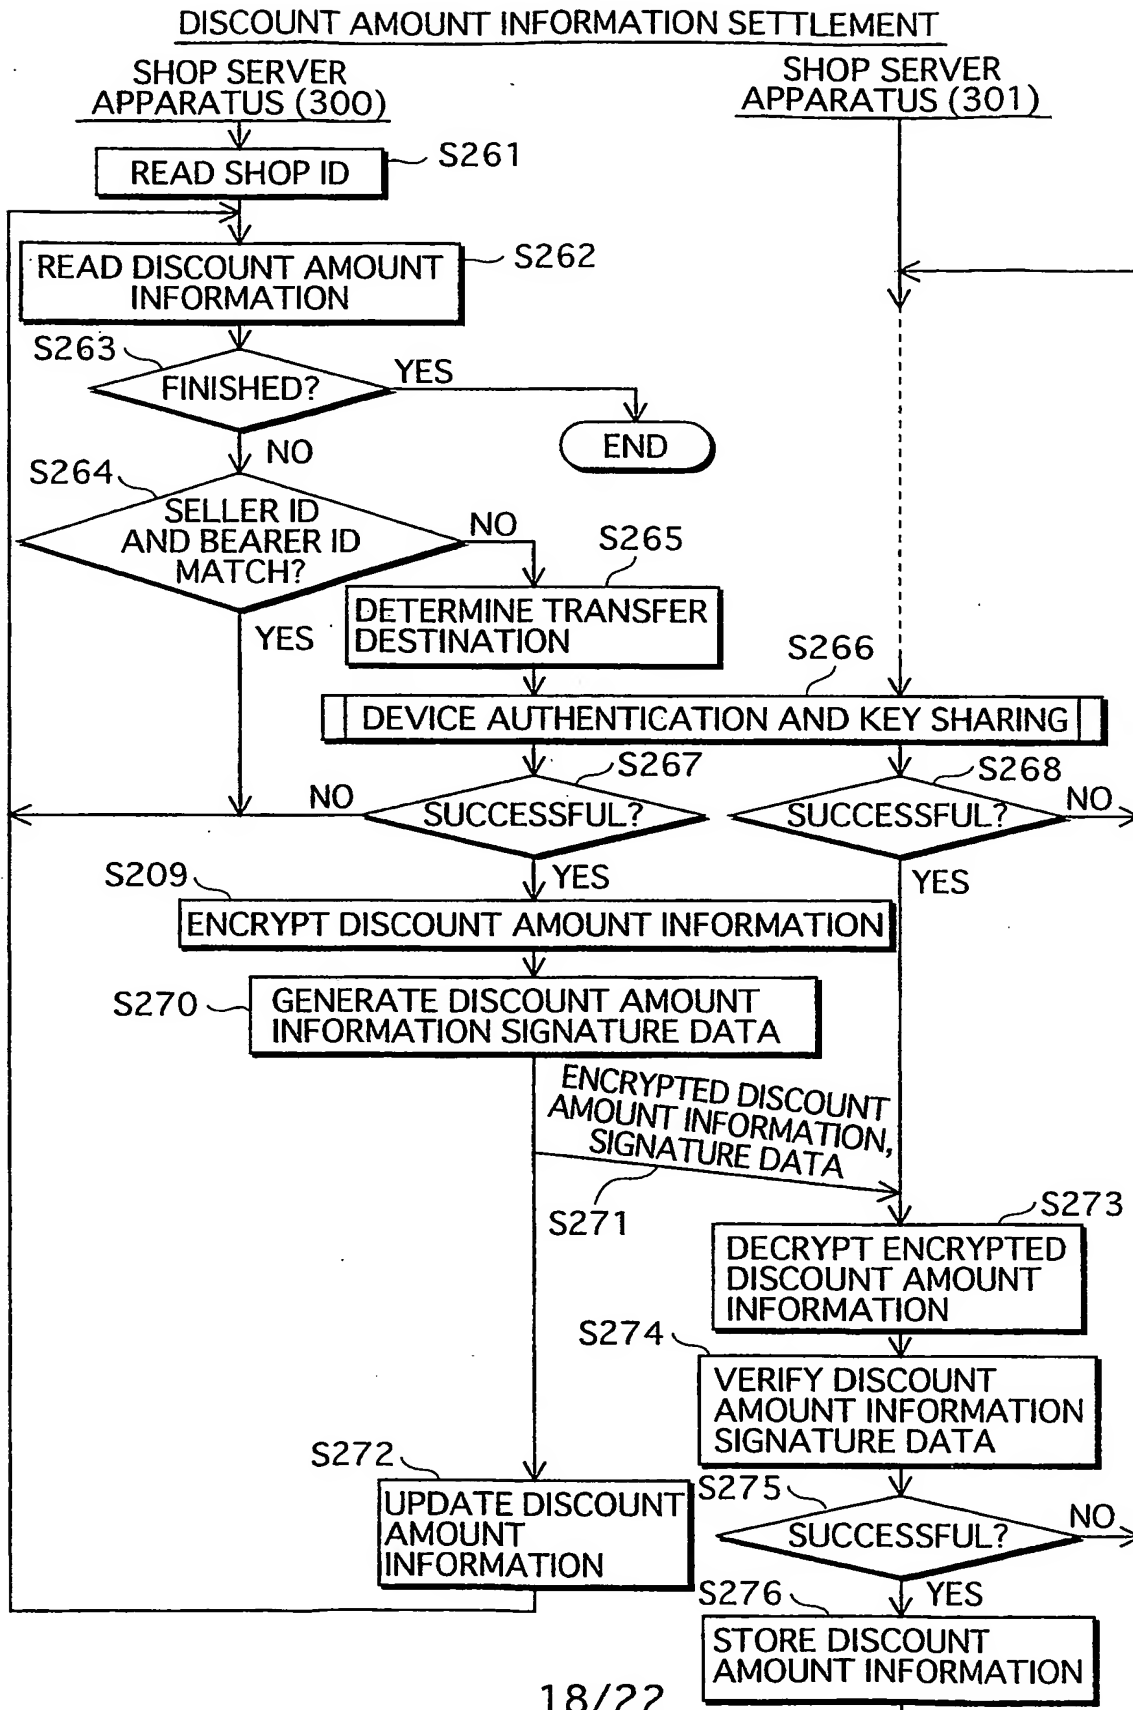 DISCOUNT AMOUNT INFORMATION SETTLEMENT
SHOP SERVER
APPARATUS (300)
SHOP SERVER
APPARATUS (301)
S261
READ SHOP ID
S262
READ DISCOUNT AMOUNT
INFORMATION
S263
FINISHED?
YES
END
NO
S264
SELLER ID
AND BEARER ID
MATCH?
NO
YES
S265
DETERMINE TRANSFER
DESTINATION
S266
DEVICE AUTHENTICATION AND KEY SHARING
S267
SUCCESSFUL?
NO
YES
S268
SUCCESSFUL?
NO
YES
S209
ENCRYPT DISCOUNT AMOUNT INFORMATION
S270
GENERATE DISCOUNT AMOUNT
INFORMATION SIGNATURE DATA
ENCRYPTED DISCOUNT
AMOUNT INFORMATION,
SIGNATURE DATA
S271
S273
DECRYPT ENCRYPTED
DISCOUNT AMOUNT
INFORMATION
S274
VERIFY DISCOUNT
AMOUNT INFORMATION
SIGNATURE DATA
S272
UPDATE DISCOUNT
AMOUNT
INFORMATION
S275
SUCCESSFUL?
NO
YES
S276
STORE DISCOUNT
AMOUNT INFORMATION
18/22